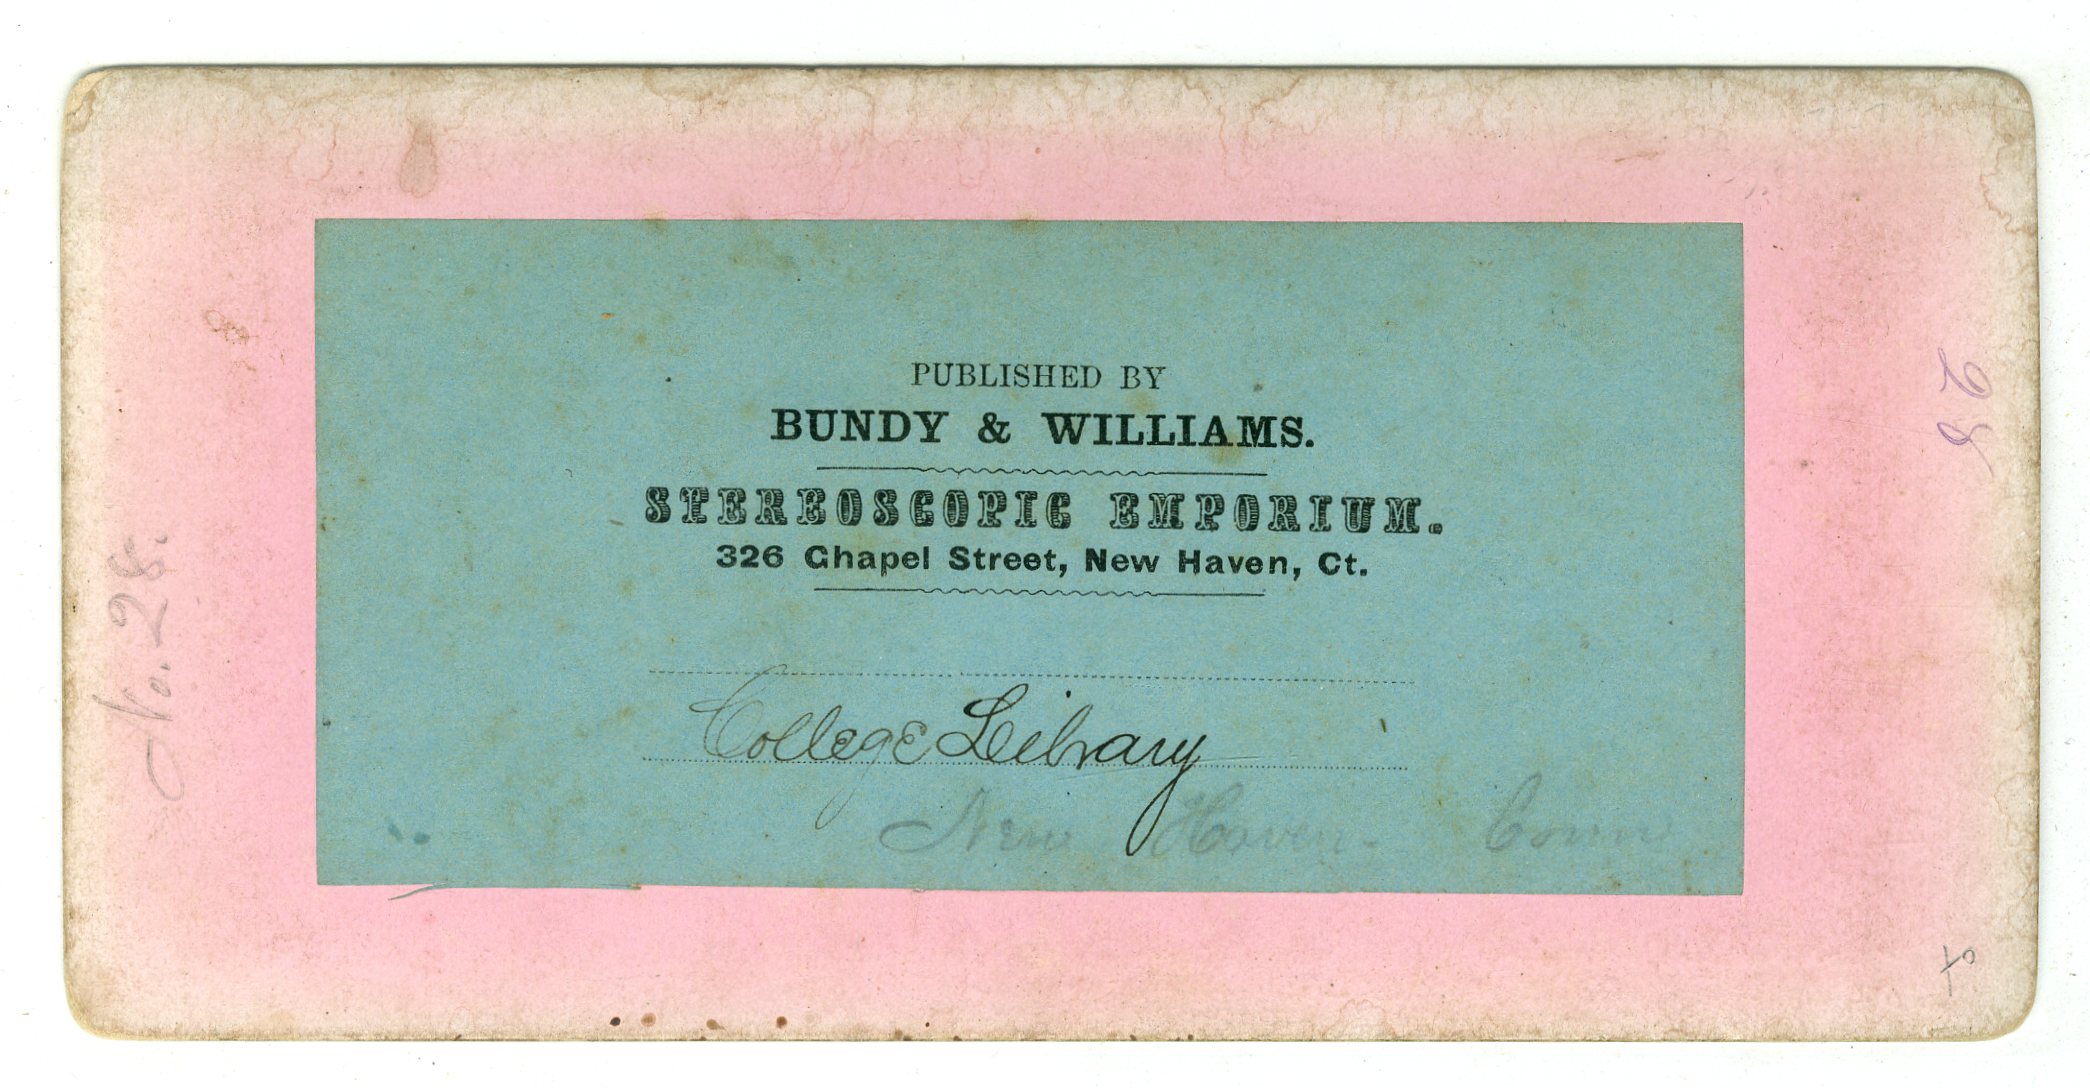 PUBLISHED BY
BUNDY & WILLIAMS.
STEREOSCOPIC EMPORIUM.
326 Chapel Street, New Haven, Ct.
College Library
New Haven. Conn
No. 28.